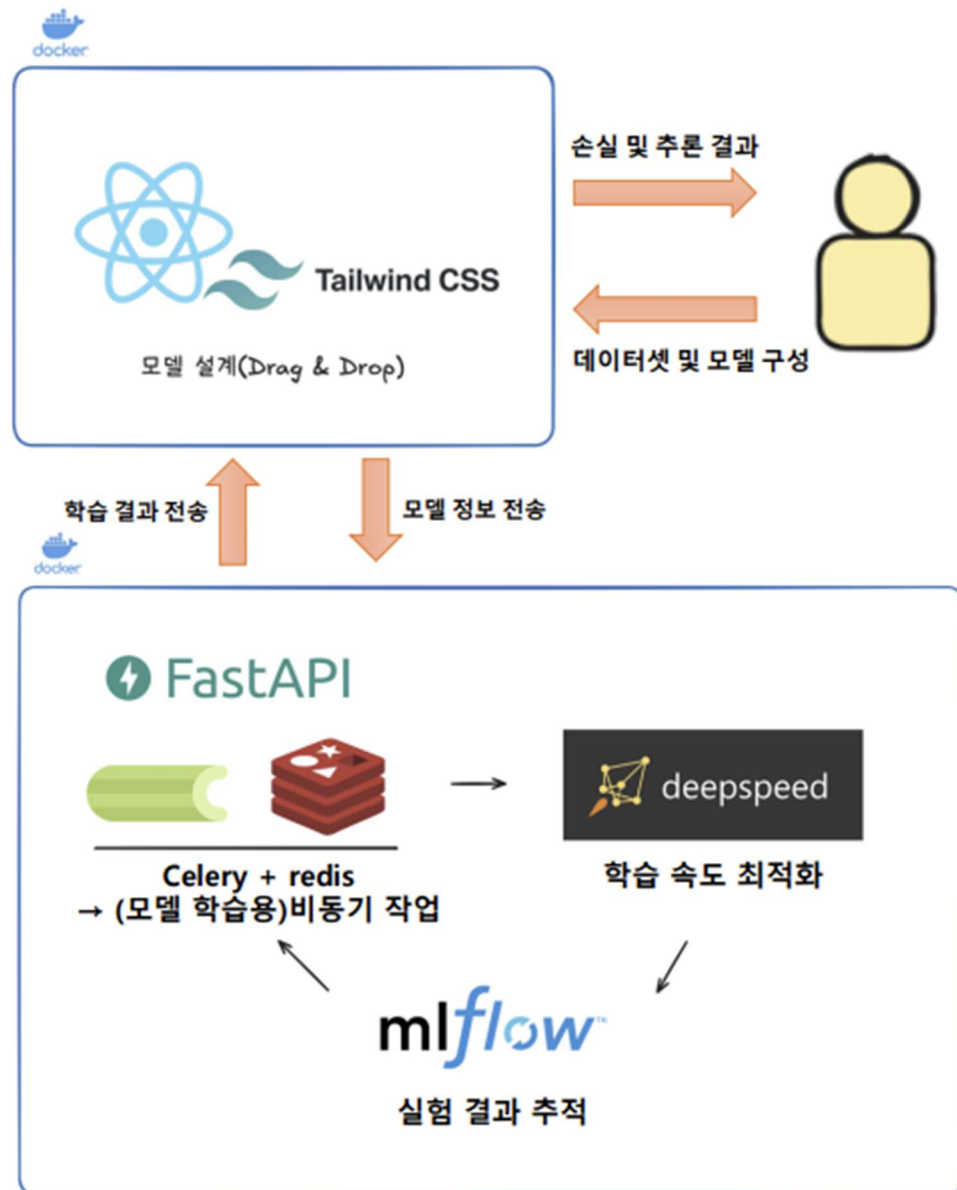 docker
손실 및 추론 결과
Tailwind CSS
모델 설계(Drag & Drop)
데이터셋 및 모델 구성
학습 결과 전송
모델 정보 전송
docker
FastAPI
deepspeed
Celery + redis
→ (모델 학습용)비동기 작업
학습 속도 최적화
mlflow™
실험 결과 추적